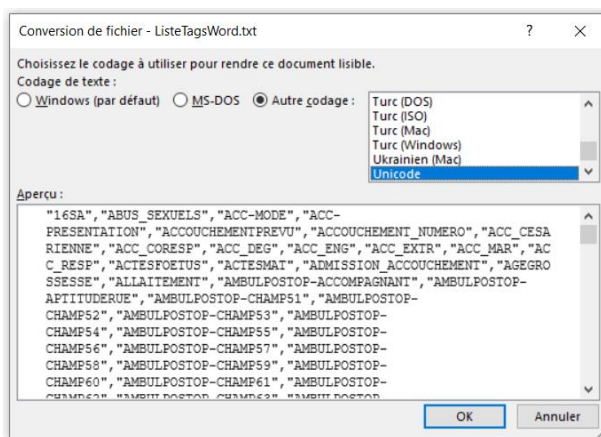 Conversion de fichier - ListeTagsWord.txt ? ×
Choisissez le codage à utiliser pour rendre ce document lisible.
Codage de texte :
Windows (par défaut) MS-DOS Autre codage :
Turc (DOS)
Turc (ISO)
Turc (Mac)
Turc (Windows)
Ukrainien (Mac)
Unicode
Aperçu :
"16SA","ABUS_SEXUELS","ACC-MODE","ACC-
PRESENTATION","ACCOUCHEMENTPREVU","ACCOUCHEMENT_NUMERO","ACC_CESA
RIENNE","ACC_CORESP","ACC_DEG","ACC_ENG","ACC_EXTR","ACC_MAR","AC
C_RESP","ACTESFOETUS","ACTESMAT","ADMISSION_ACCOUCHEMENT","AGEGRO
SSESSE","ALLAITEMENT","AMBULPOSTOP-ACCOMPAGNANT","AMBULPOSTOP-
APTITUDERUE","AMBULPOSTOP-CHAMP51","AMBULPOSTOP-
CHAMP52","AMBULPOSTOP-CHAMP53","AMBULPOSTOP-
CHAMP54","AMBULPOSTOP-CHAMP55","AMBULPOSTOP-
CHAMP56","AMBULPOSTOP-CHAMP57","AMBULPOSTOP-
CHAMP58","AMBULPOSTOP-CHAMP59","AMBULPOSTOP-
CHAMP60","AMBULPOSTOP-CHAMP61","AMBULPOSTOP-
CHAMP62","AMBULPOSTOP-CHAMP63","AMBULPOSTOP-
OK Annuler